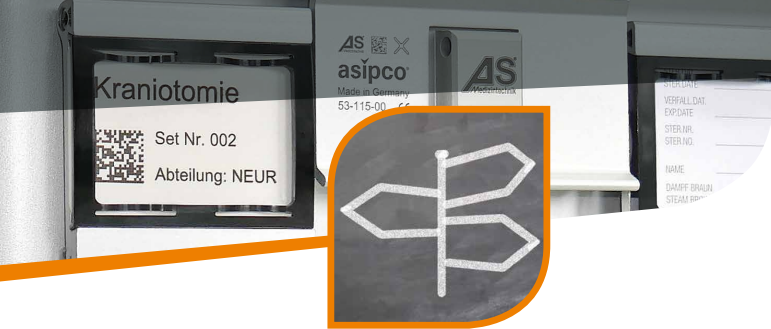 Kraniotomie
Set Nr. 002
Abteilung: NEUR
AS
asipco
Made in Germany
53-115-00
AS
Medizintechnik
STER.DATE
VERFALL.DAT.
EXP.DATE
STER.NR.
STER.NO.
NAME
DAMPF BRAUN
STEAM